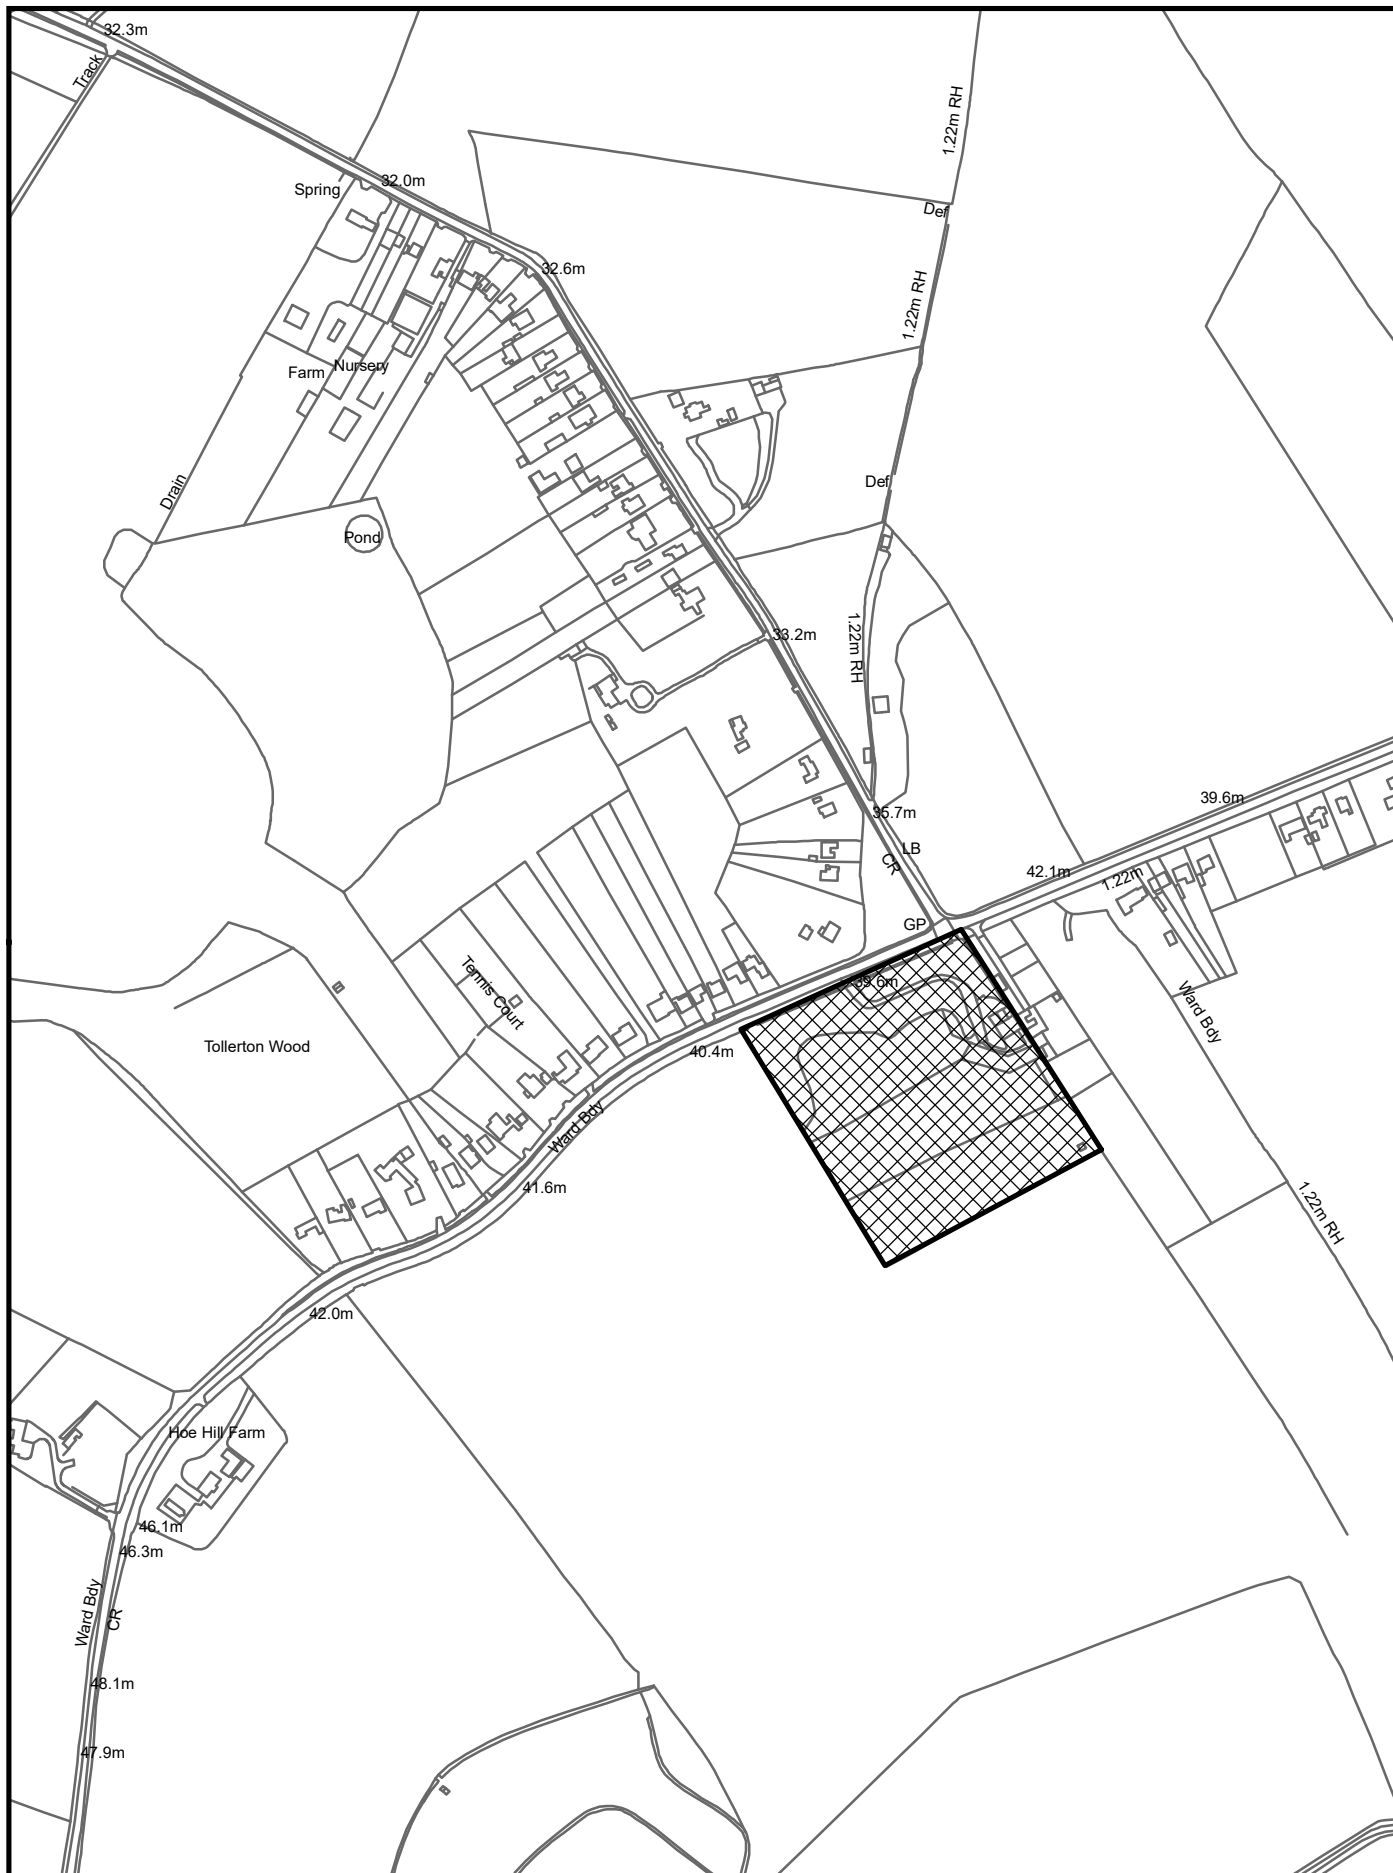 32.3m
Track
1.22m RH
Spring
32.0m
Def
32.6m
1.22m RH
Farm
Nursery
Drain
Def
Pond
33.2m
1.22m RH
39.6m
35.7m
LB
CR
42.1m
1.22m
GP
39.6m
Tennis Court
Ward Bdy
Tollerton Wood
40.4m
Ward Bdy
41.6m
1.22m RH
42.0m
Hoe Hill Farm
46.1m
46.3m
Ward Bdy
CR
48.1m
47.9m